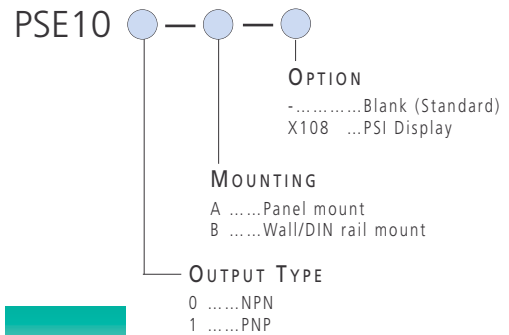 PSE10 — —
OPTION
-............Blank (Standard)
X108 ...PSI Display
MOUNTING
A ......Panel mount
B ......Wall/DIN rail mount
OUTPUT TYPE
0 ......NPN
1 ......PNP